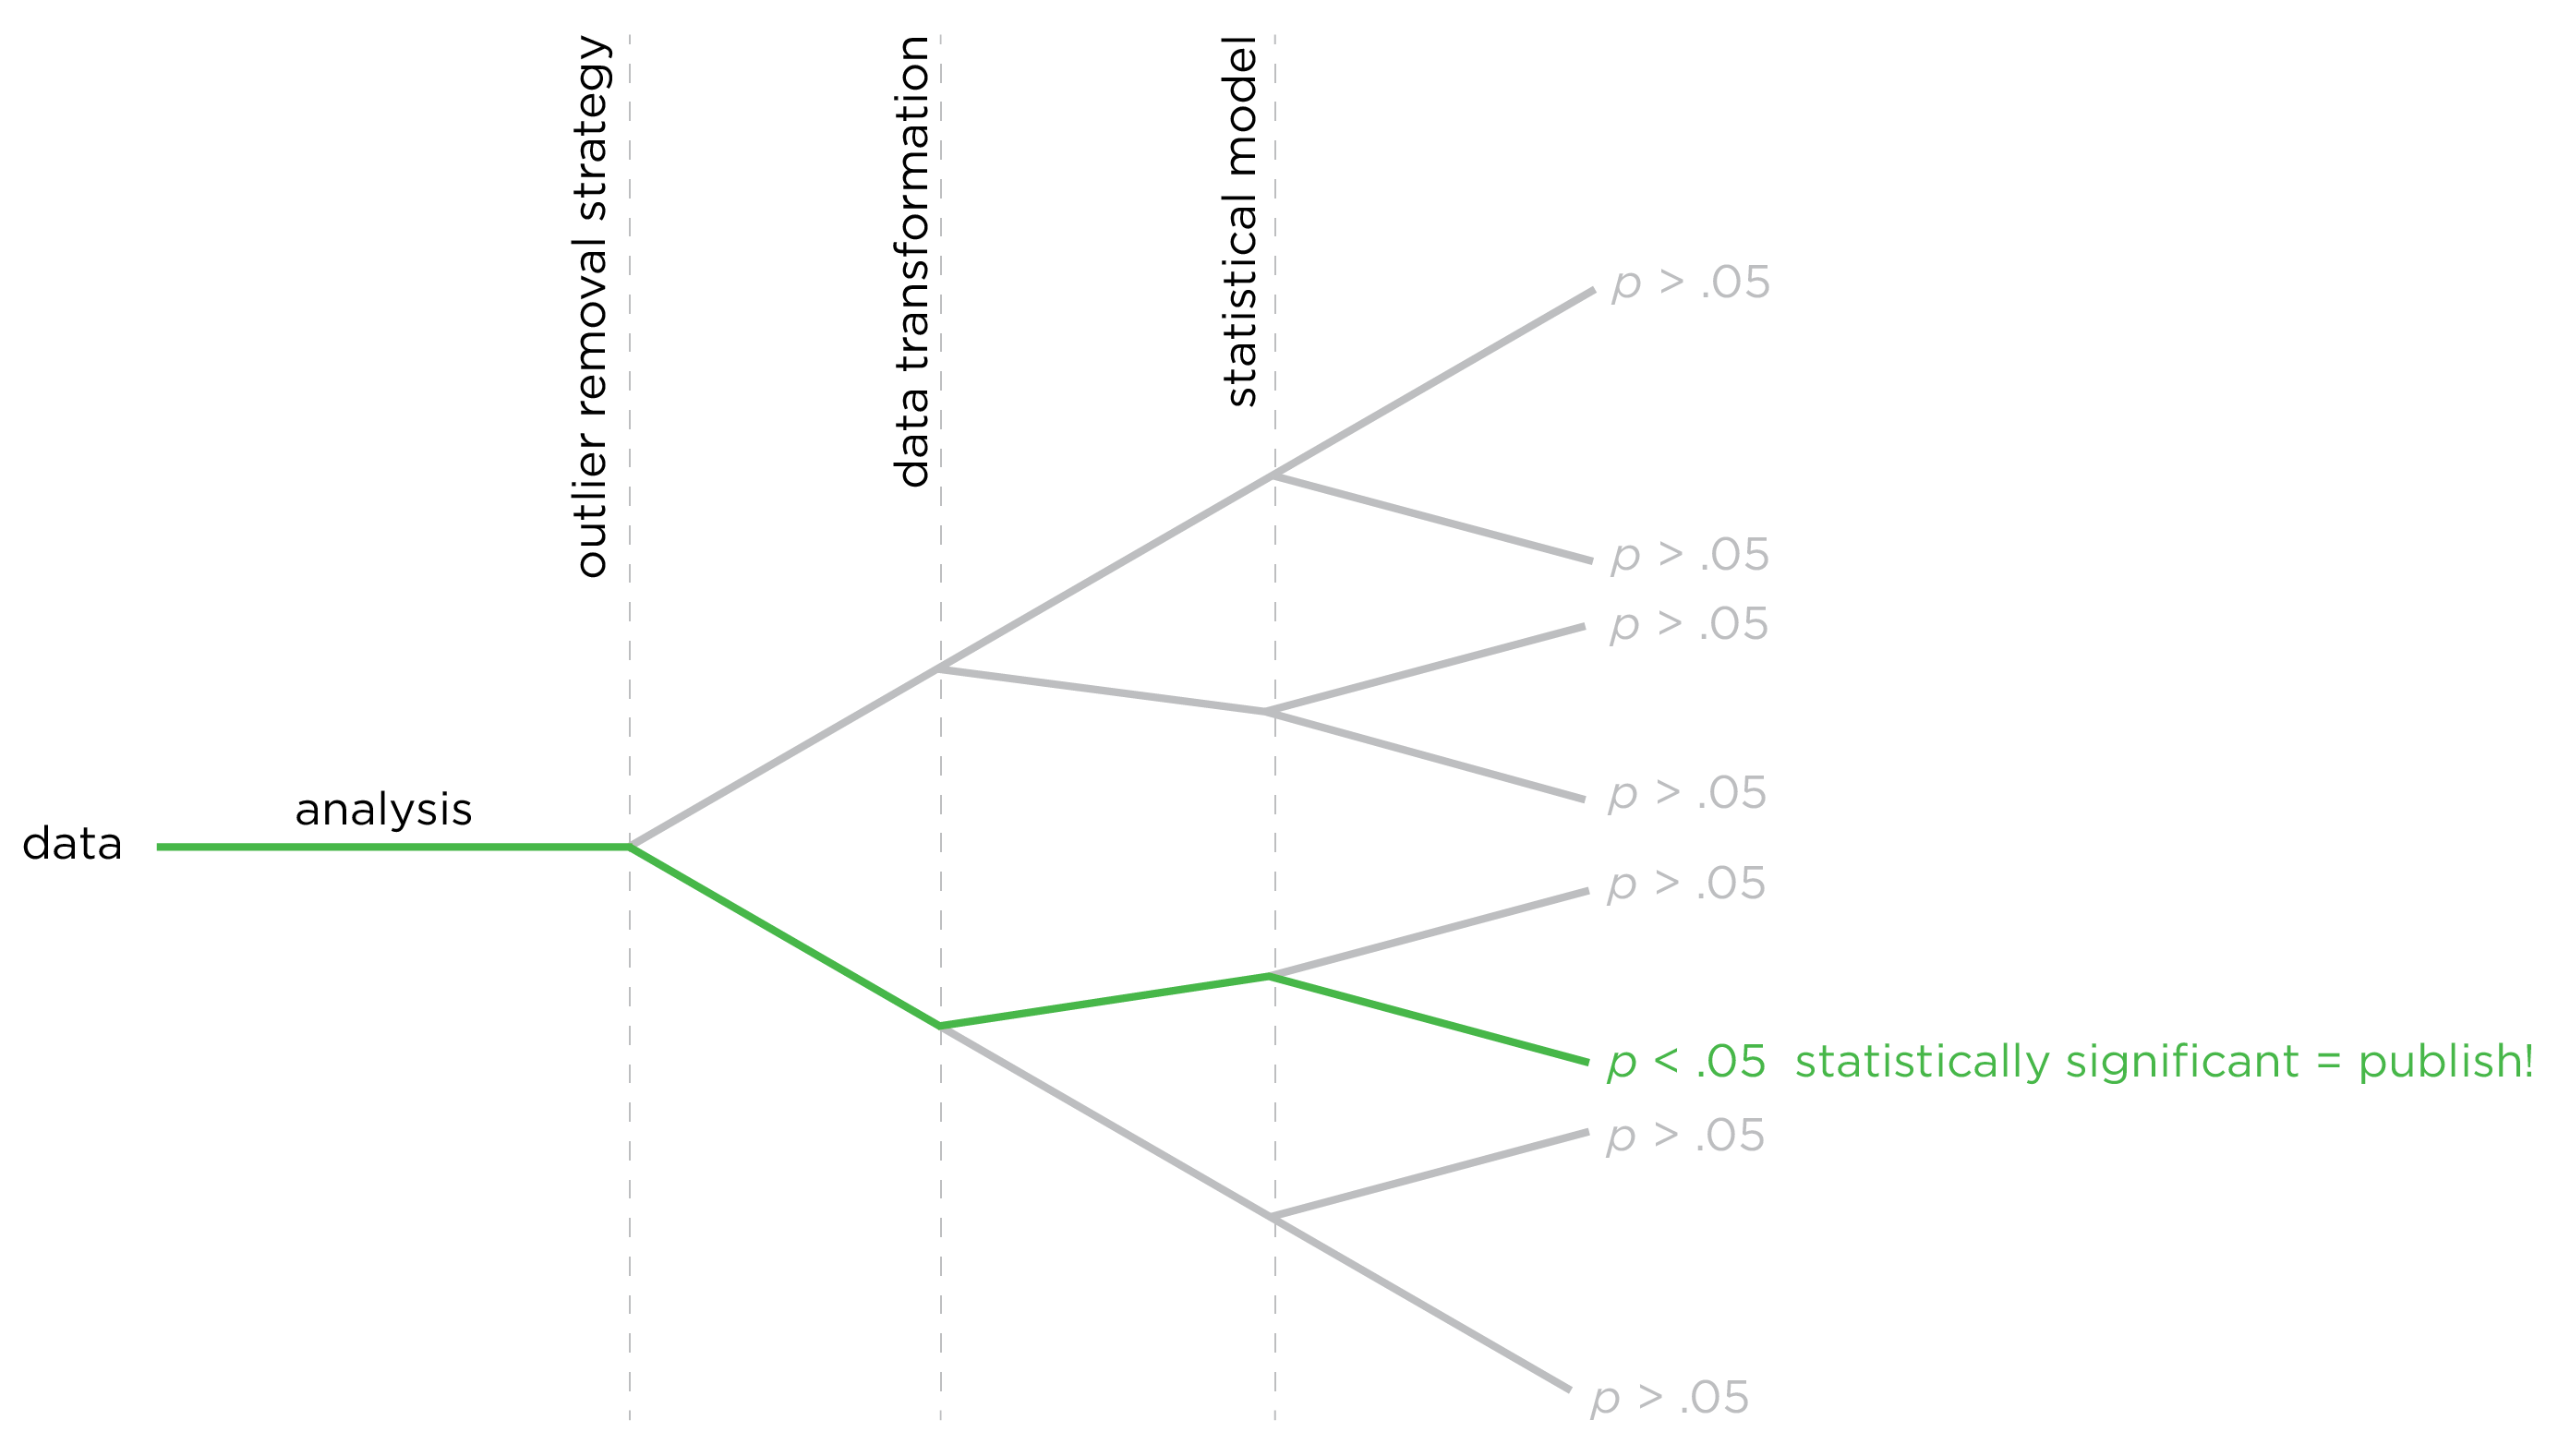 outlier removal strategy
data transformation
statistical model
data
analysis
p > .05
p > .05
p > .05
p > .05
p > .05
p < .05 statistically significant = publish!
p > .05
p > .05